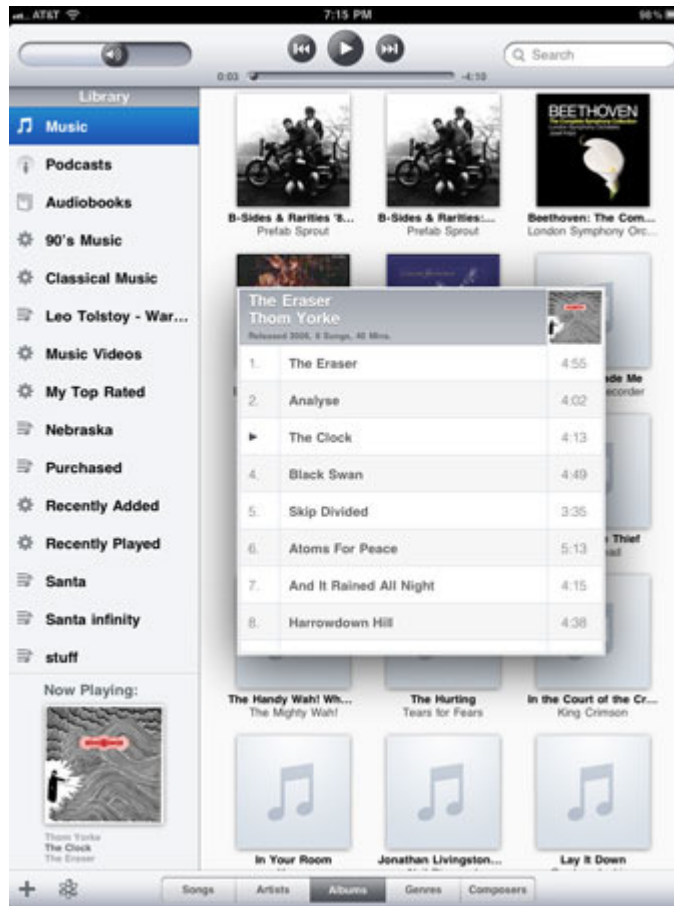 AT&T
7:15 PM
98%
Search
0:03
-4:10
Library
Music
Podcasts
Audiobooks
90's Music
Classical Music
Leo Tolstoy - War...
Music Videos
My Top Rated
Nebraska
Purchased
Recently Added
Recently Played
Santa
Santa infinity
stuff
Now Playing:
Thom Yorke
The Clock
The Eraser
B-Sides & Rarities '8...
Prefab Sprout
B-Sides & Rarities:...
Prefab Sprout
BEETHOVEN
Beethoven: The Com...
London Symphony Orc...
The Eraser
Thom Yorke
Released 2006, 9 Songs, 40 Mins.
1. The Eraser 4:55
2. Analyse 4:02
The Clock 4:13
4. Black Swan 4:49
5. Skip Divided 3:35
6. Atoms For Peace 5:13
7. And It Rained All Night 4:15
8. Harrowdown Hill 4:38
ade Me
ecorder
Thief
ad
The Handy Wah! Wh...
The Mighty Wah!
The Hurting
Tears for Fears
In the Court of the Cr...
King Crimson
In Your Room
Jonathan Livingston...
Lay It Down
Songs
Artists
Albums
Genres
Composers